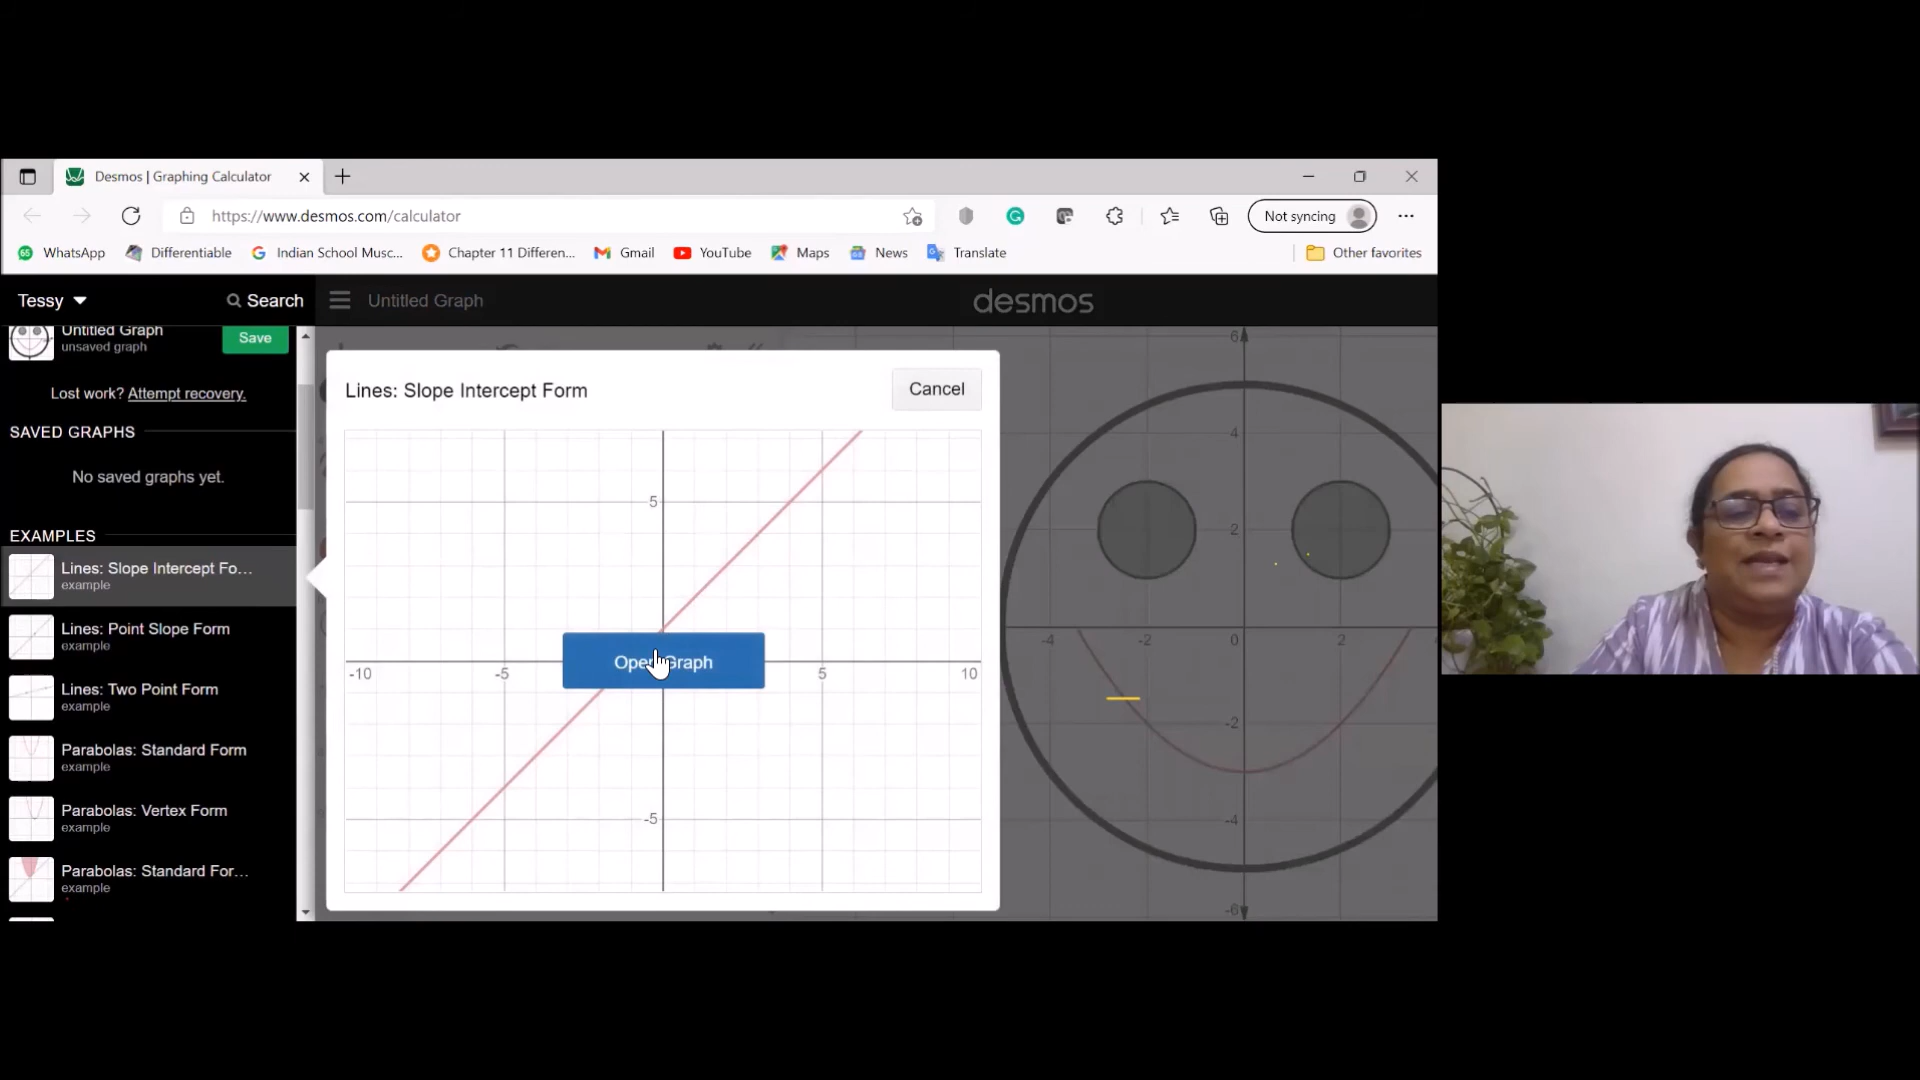 Desmos | Graphing Calculator
https://www.desmos.com/calculator
Not syncing
WhatsApp
Differentiable
Indian School Musc...
Chapter 11 Differen...
Gmail
YouTube
Maps
News
Translate
Other favorites
Tessy
Search
Untitled Graph
desmos
Untitled Graph
unsaved graph
Save
Lost work? Attempt recovery.
SAVED GRAPHS
No saved graphs yet.
EXAMPLES
Lines: Slope Intercept Fo...
example
Lines: Point Slope Form
example
Lines: Two Point Form
example
Parabolas: Standard Form
example
Parabolas: Vertex Form
example
Parabolas: Standard For...
example
Lines: Slope Intercept Form
Cancel
5
-10
-5
5
10
-5
Open Graph
6
4
2
-4
-2
0
2
-2
-4
-6